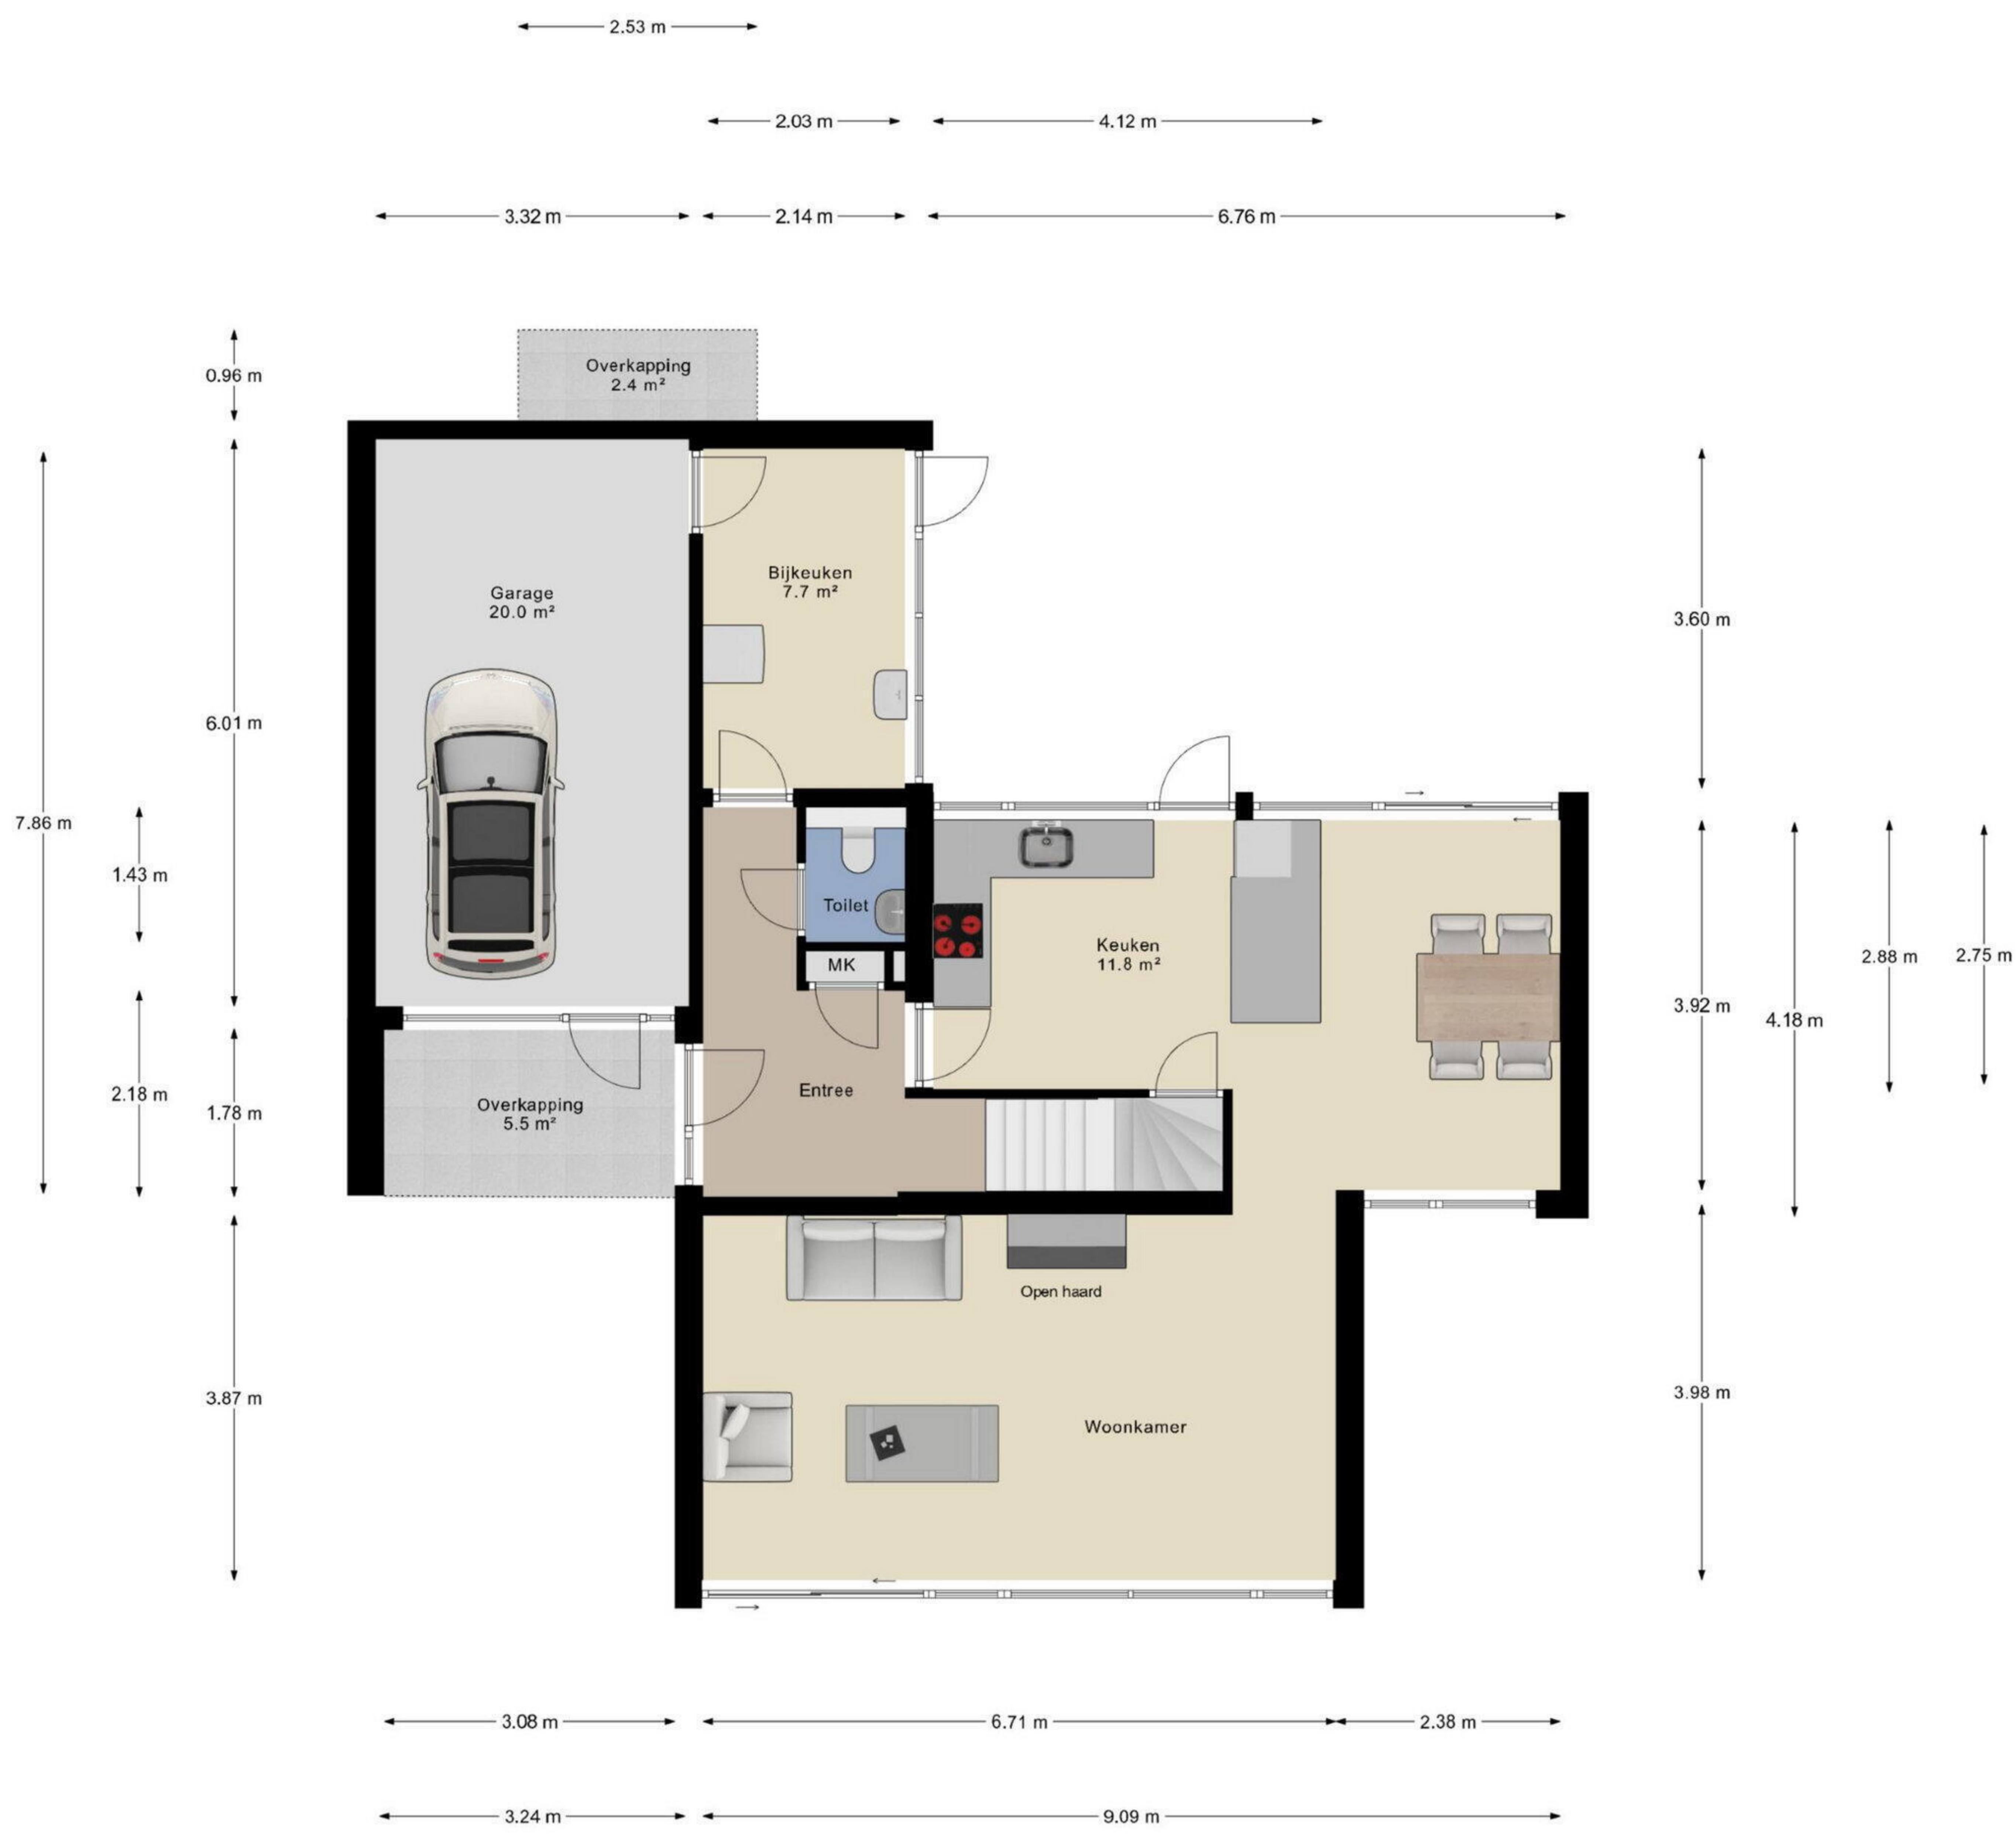 2.53 m
2.03 m
4.12 m
3.32 m
2.14 m
6.76 m
0.96 m
Overkapping
2.4 m²
Bijkeuken
7.7 m²
Garage
20.0 m²
3.60 m
6.01 m
7.86 m
1.43 m
Toilet
Keuken
11.8 m²
MK
2.88 m
2.75 m
3.92 m
4.18 m
2.18 m
Entree
Overkapping
5.5 m²
1.78 m
Open haard
3.87 m
3.98 m
Woonkamer
3.08 m
6.71 m
2.38 m
3.24 m
9.09 m